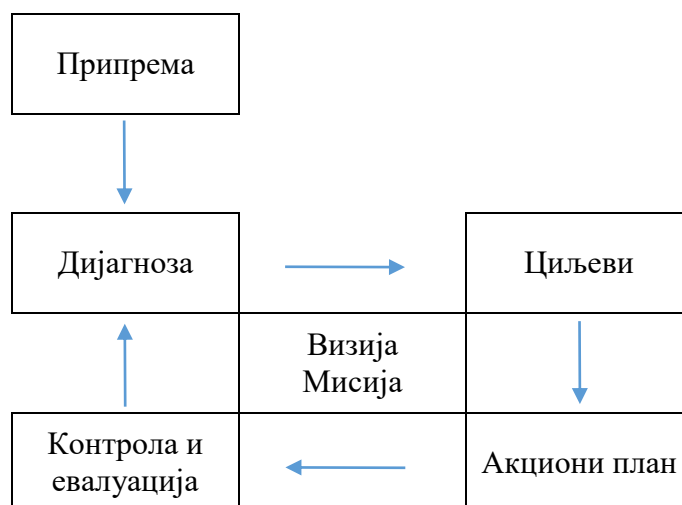 Припрема
Дијагноза
Циљеви
Визија
Мисија
Контрола и
евалуација
Акциони план